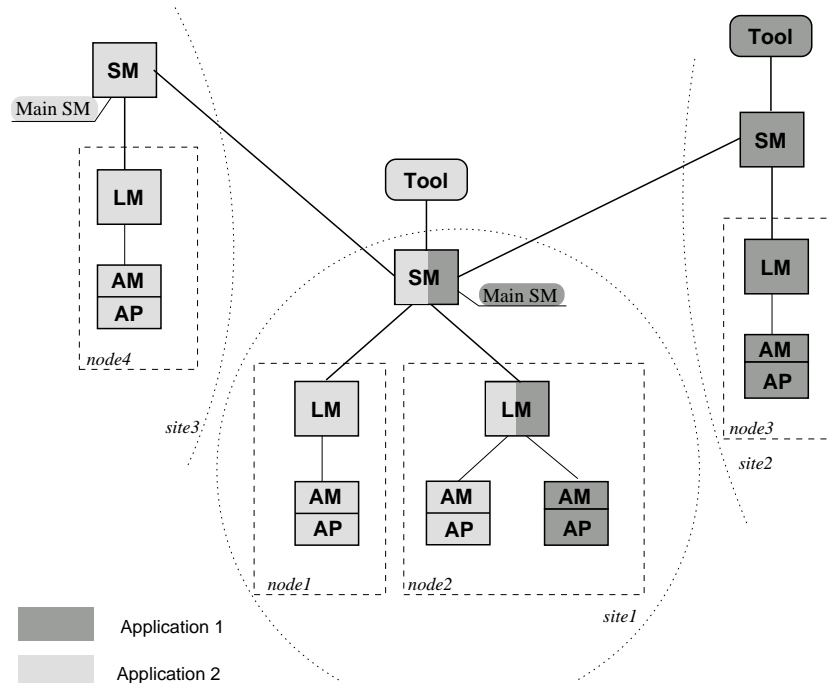 Tool
SM
Main SM
SM
Tool
LM
LM
SM
Main SM
AM
AP
AM
AP
node4
LM
LM
site3
node3
site2
AM
AP
AM
AP
AM
AP
node1
node2
site1
Application 1
Application 2